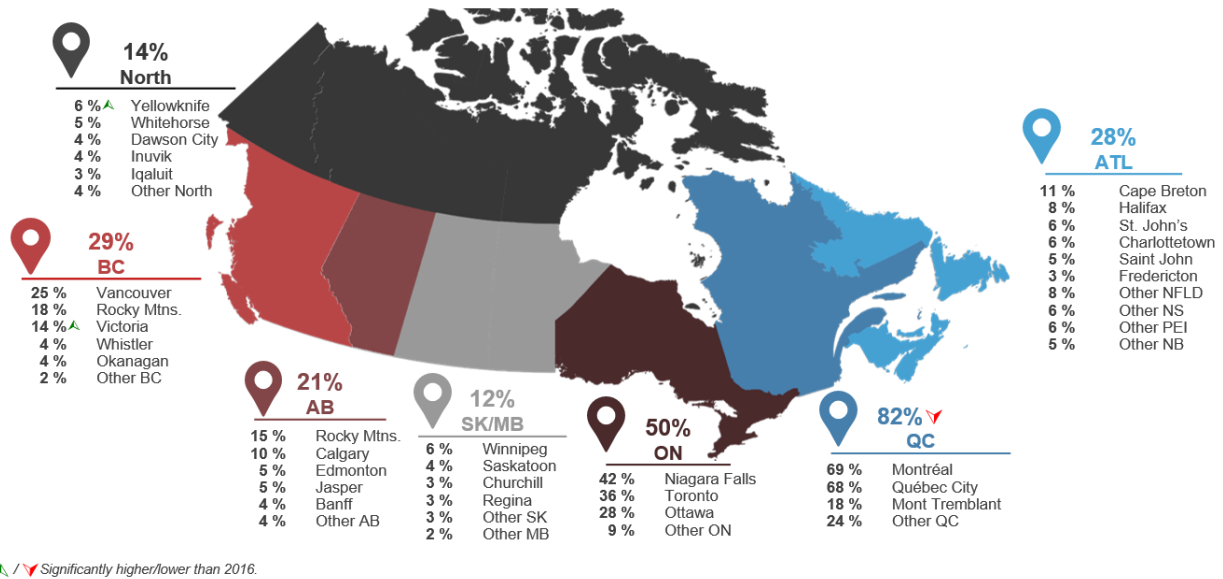 14%
North
6 % Yellowknife
5 % Whitehorse
4 % Dawson City
4 % Inuvik
3 % Iqaluit
4 % Other North
29%
BC
25 % Vancouver
18 % Rocky Mtns.
14 % Victoria
4 % Whistler
4 % Okanagan
2 % Other BC
21%
AB
15 % Rocky Mtns.
10 % Calgary
5 % Edmonton
5 % Jasper
4 % Banff
4 % Other AB
12%
SK/MB
6 % Winnipeg
4 % Saskatoon
3 % Churchill
3 % Regina
3 % Other SK
2 % Other MB
50%
ON
42 % Niagara Falls
36 % Toronto
28 % Ottawa
9 % Other ON
82%
QC
69 % Montréal
68 % Québec City
18 % Mont Tremblant
24 % Other QC
28%
ATL
11 % Cape Breton
8 % Halifax
6 % St. John’s
6 % Charlottetown
5 % Saint John
3 % Fredericton
8 % Other NFLD
6 % Other NS
6 % Other PEI
5 % Other NB
/ Significantly higher/lower than 2016.